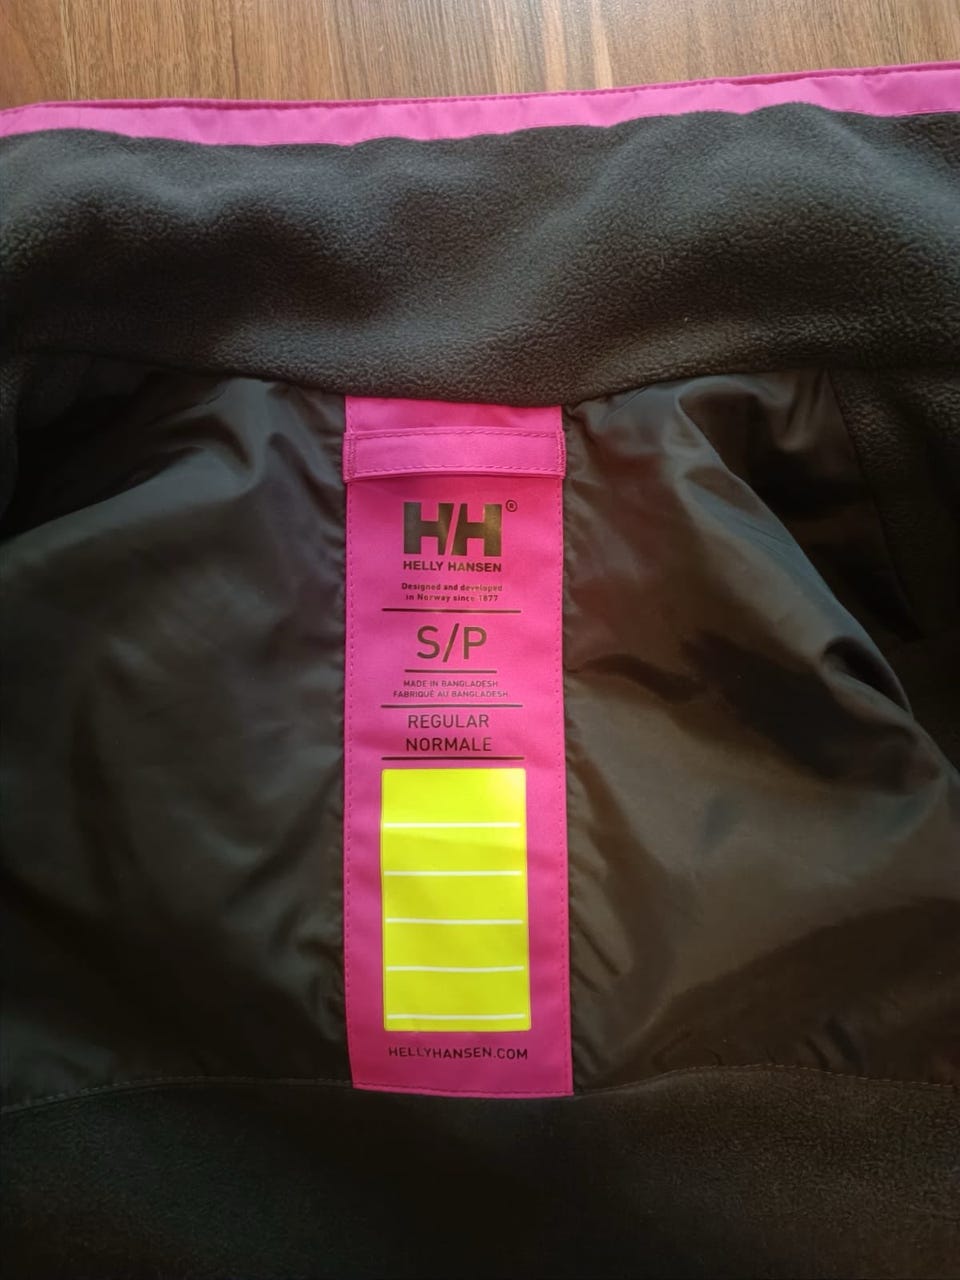 HH®
HELLY HANSEN
Designed and developed
in Norway since 1877
S/P
MADE IN BANGLADESH
FABRIQUÉ AU BANGLADESH
REGULAR
NORMALE
HELLYHANSEN.COM